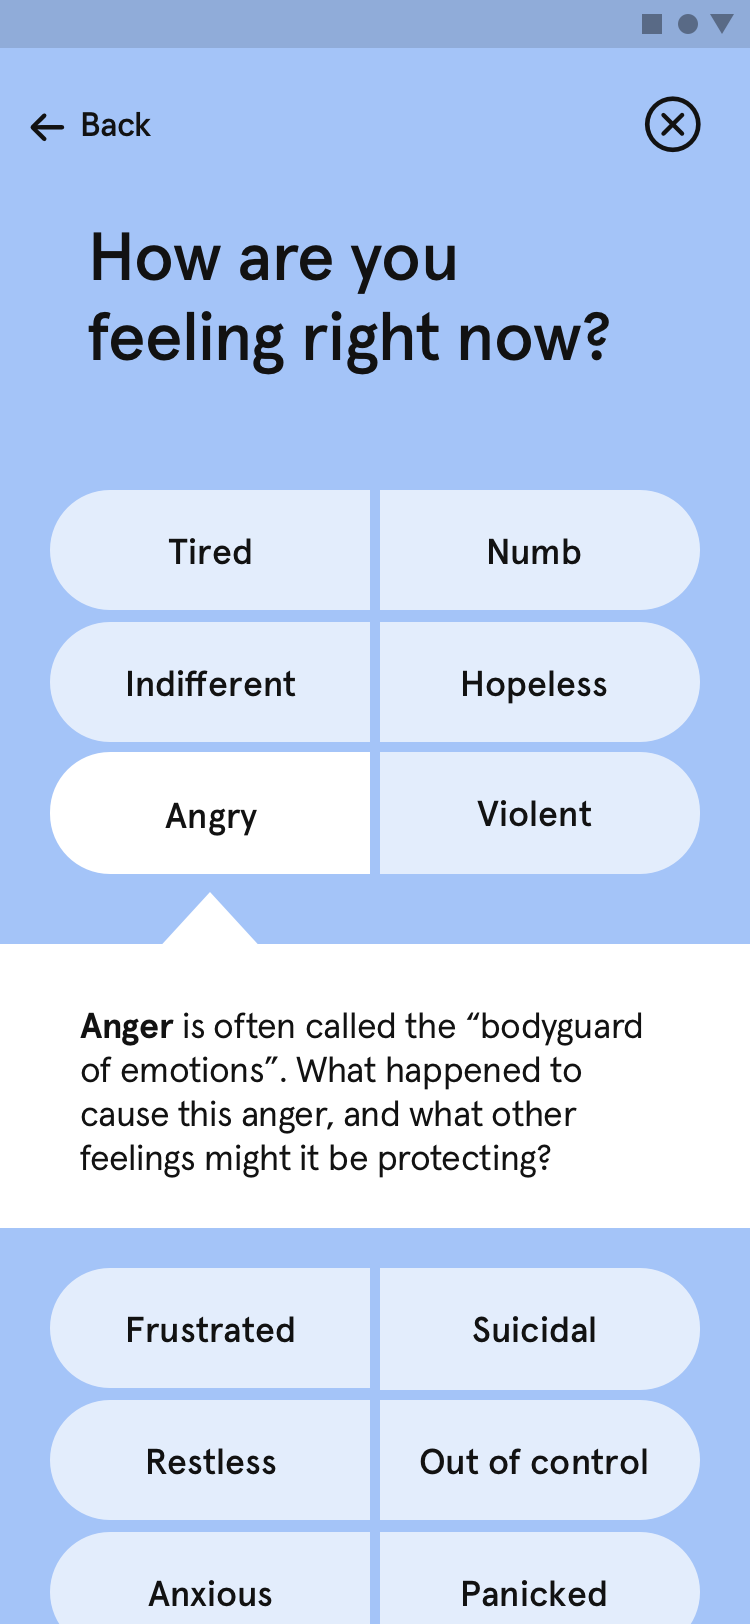 Back
How are you
feeling right now?
Tired
Numb
Indifferent
Hopeless
Angry
Violent
Anger is often called the “bodyguard
of emotions”. What happened to
cause this anger, and what other
feelings might it be protecting?
Frustrated
Suicidal
Restless
Out of control
Anxious
Panicked